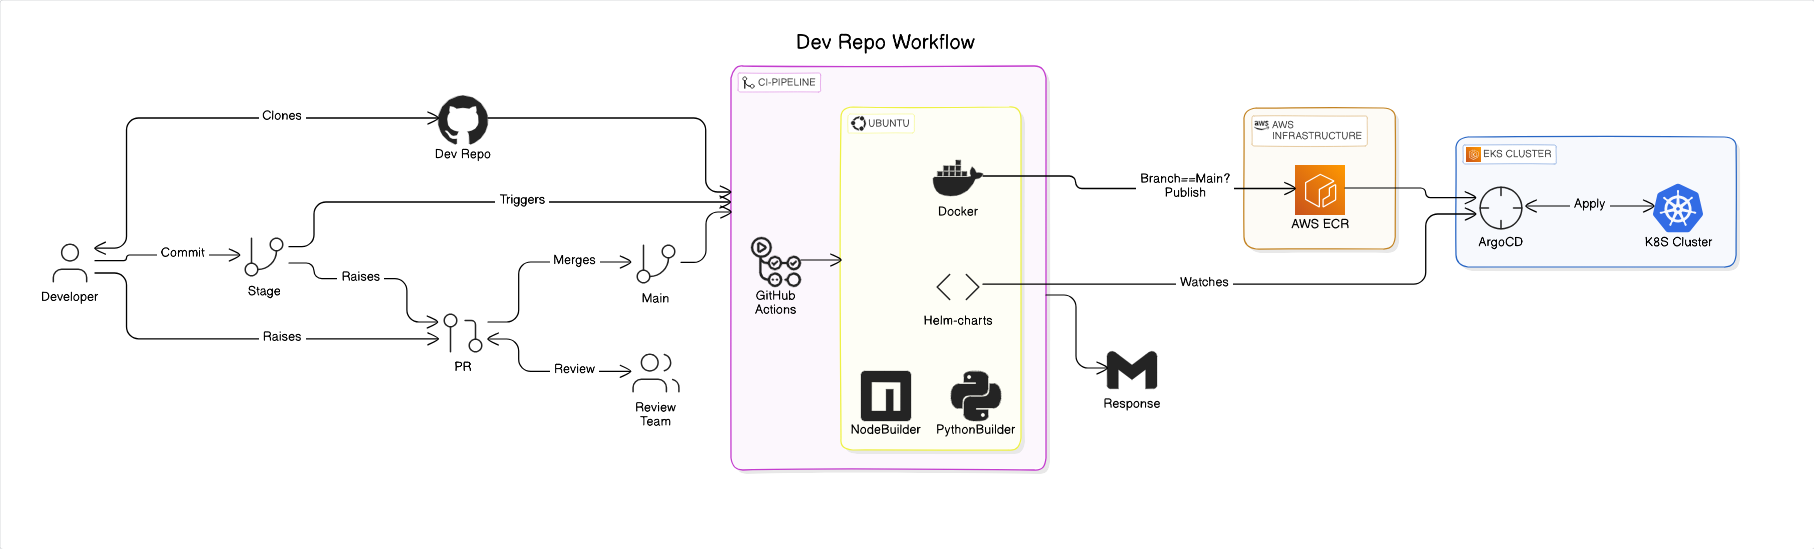 Dev Repo Workflow
CI-PIPELINE
UBUNTU
aws
AWS
INFRASTRUCTURE
EKS CLUSTER
Clones
Dev Repo
Triggers
Commit
Stage
Developer
Raises
Raises
PR
Merges
Main
Review
Review
Team
GitHub
Actions
Docker
Helm-charts
NodeBuilder
PythonBuilder
Branch==Main?
Publish
AWS ECR
Watches
Response
ArgoCD
Apply
K8S Cluster